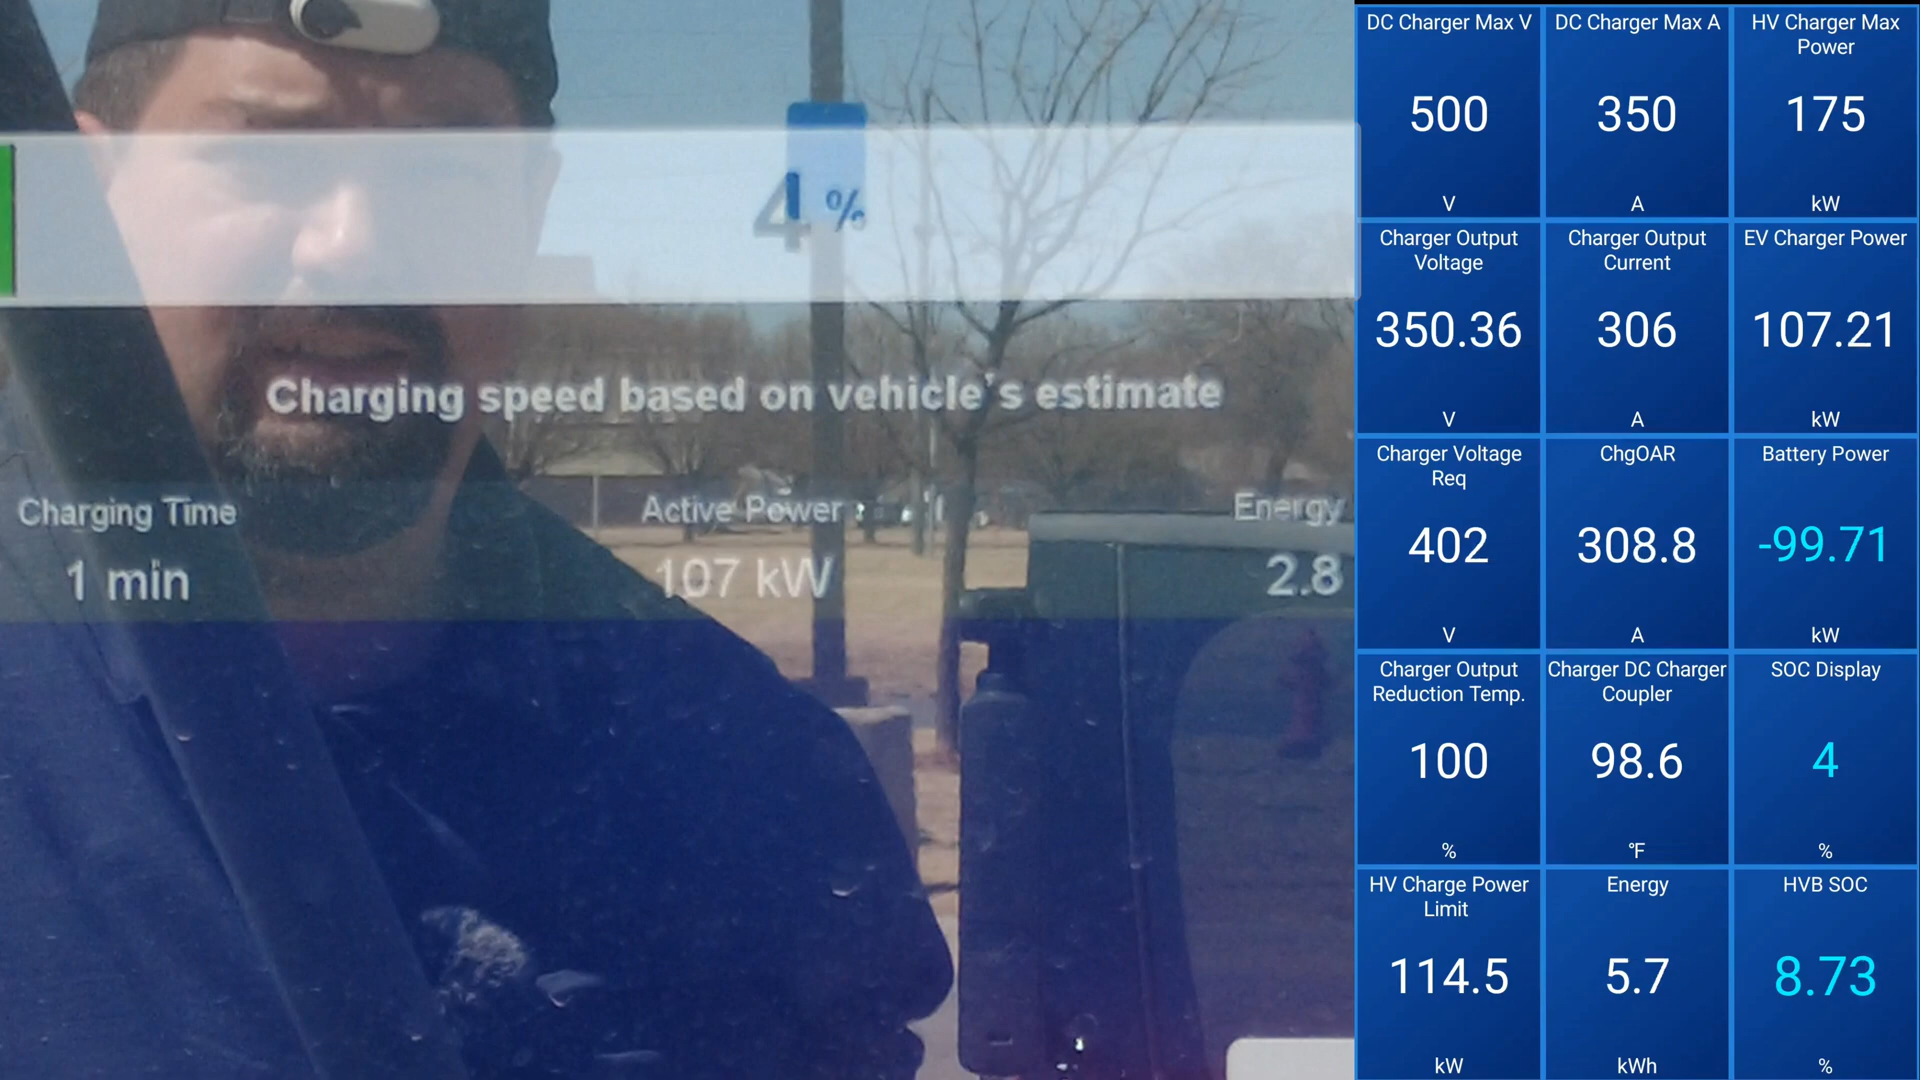 4 %
Charging speed based on vehicle's estimate
Charging Time
Active Power
Energy
1 min
107 kW
2.8
DC Charger Max V
500
V
DC Charger Max A
350
A
HV Charger Max
Power
175
kW
Charger Output
Voltage
350.36
V
Charger Output
Current
306
A
EV Charger Power
107.21
kW
Charger Voltage
Req
402
V
ChgOAR
308.8
A
Battery Power
-99.71
kW
Charger Output
Reduction Temp.
100
%
Charger DC Charger
Coupler
98.6
°F
SOC Display
4
%
HV Charge Power
Limit
114.5
kW
Energy
5.7
kWh
HVB SOC
8.73
%